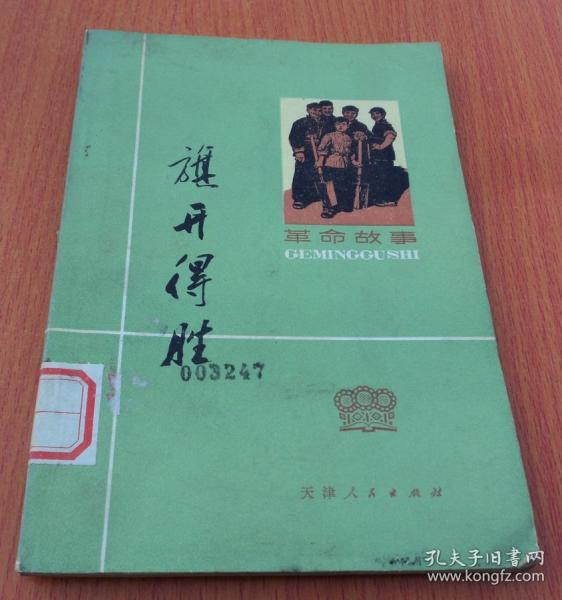 革命故事
GEMINGGUSHI
旗开得胜
003247
天津人民出版社
孔夫子旧书网
www.kongfz.com